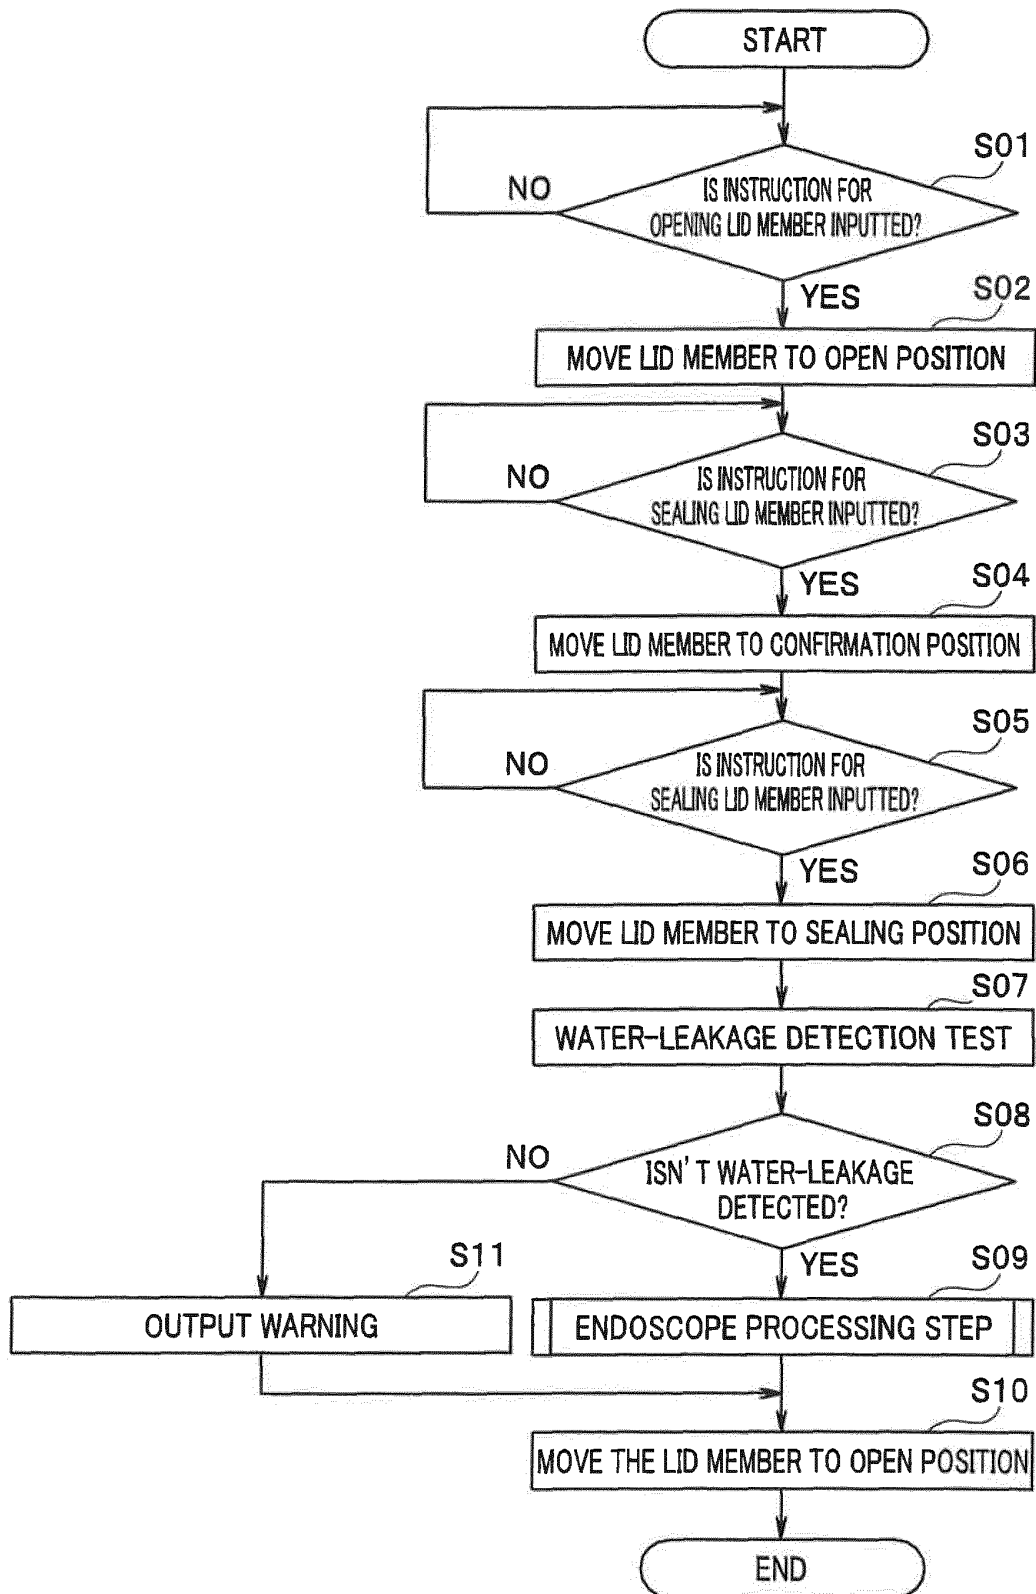 START
S01
NO
IS INSTRUCTION FOR
OPENING LID MEMBER INPUTTED?
YES
S02
MOVE LID MEMBER TO OPEN POSITION
S03
NO
IS INSTRUCTION FOR
SEALING LID MEMBER INPUTTED?
YES
S04
MOVE LID MEMBER TO CONFIRMATION POSITION
S05
NO
IS INSTRUCTION FOR
SEALING LID MEMBER INPUTTED?
YES
S06
MOVE LID MEMBER TO SEALING POSITION
S07
WATER-LEAKAGE DETECTION TEST
S08
NO
ISN'T WATER-LEAKAGE
DETECTED?
YES
S11
S09
OUTPUT WARNING
ENDOSCOPE PROCESSING STEP
S10
MOVE THE LID MEMBER TO OPEN POSITION
END